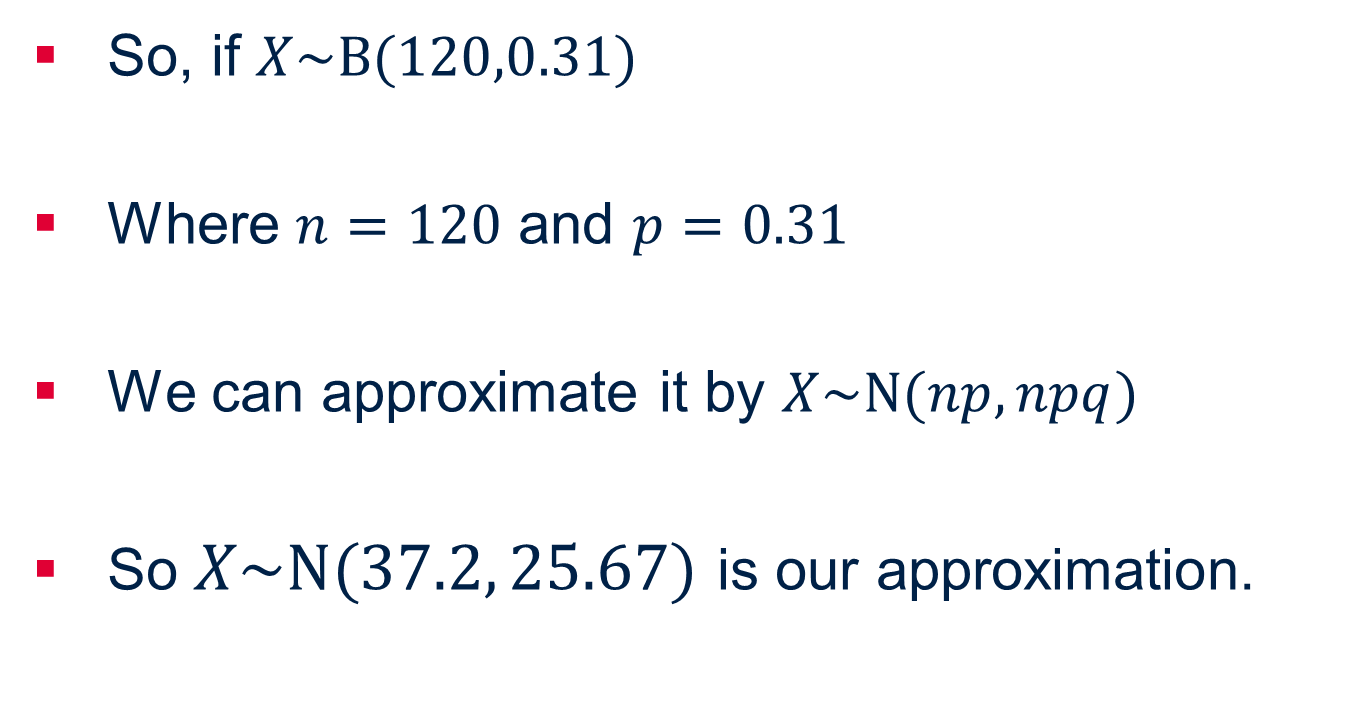 ▪ So, if 𝑋~B(120,0.31)
▪ Where 𝑛 = 120 and 𝑝 = 0.31
▪ We can approximate it by 𝑋~N(𝑛𝑝, 𝑛𝑝𝑞)
▪ So 𝑋~N(37.2, 25.67) is our approximation.